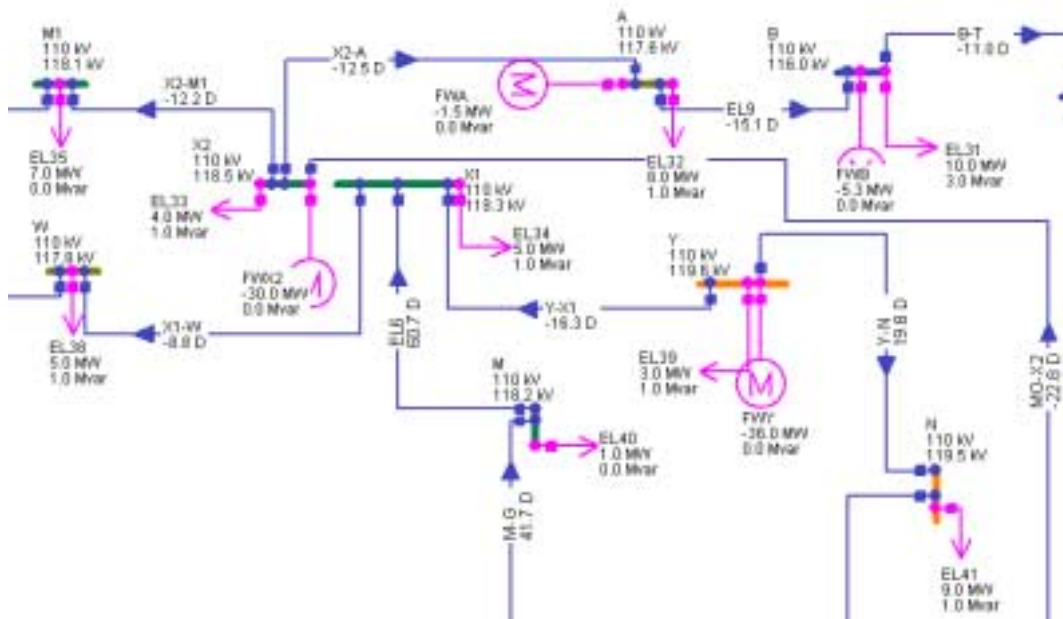 M1
110 kV
118.1 kV
X2-M1
-12.2 D
X2-A
-12.5 D
A
110 kV
117.6 kV
B
110 kV
116.0 kV
B-T
-11.0 D
M
FWA
-1.5 MW
0.0 Mvar
EL9
-15.1 D
EL35
7.0 MW
0.0 Mvar
X2
110 kV
118.5 kV
EL32
8.0 MW
1.0 Mvar
EL31
10.0 MW
3.0 Mvar
FWB
-5.3 MW
0.0 Mvar
X1
110 kV
118.3 kV
EL33
4.0 MW
1.0 Mvar
EL34
5.0 MW
1.0 Mvar
W
110 kV
117.9 kV
FWX2
-30.0 MW
0.0 Mvar
Y
110 kV
119.6 kV
X1-W
-8.8 D
EL6
60.7 D
Y-X1
-16.3 D
Y-N
19.8 D
MO-X2
-22.8 D
EL38
5.0 MW
1.0 Mvar
EL39
3.0 MW
1.0 Mvar
M
FWY
-36.0 MW
0.0 Mvar
M
110 kV
118.2 kV
EL40
1.0 MW
0.0 Mvar
N
110 kV
119.5 kV
M-G
41.7 D
EL41
9.0 MW
1.0 Mvar